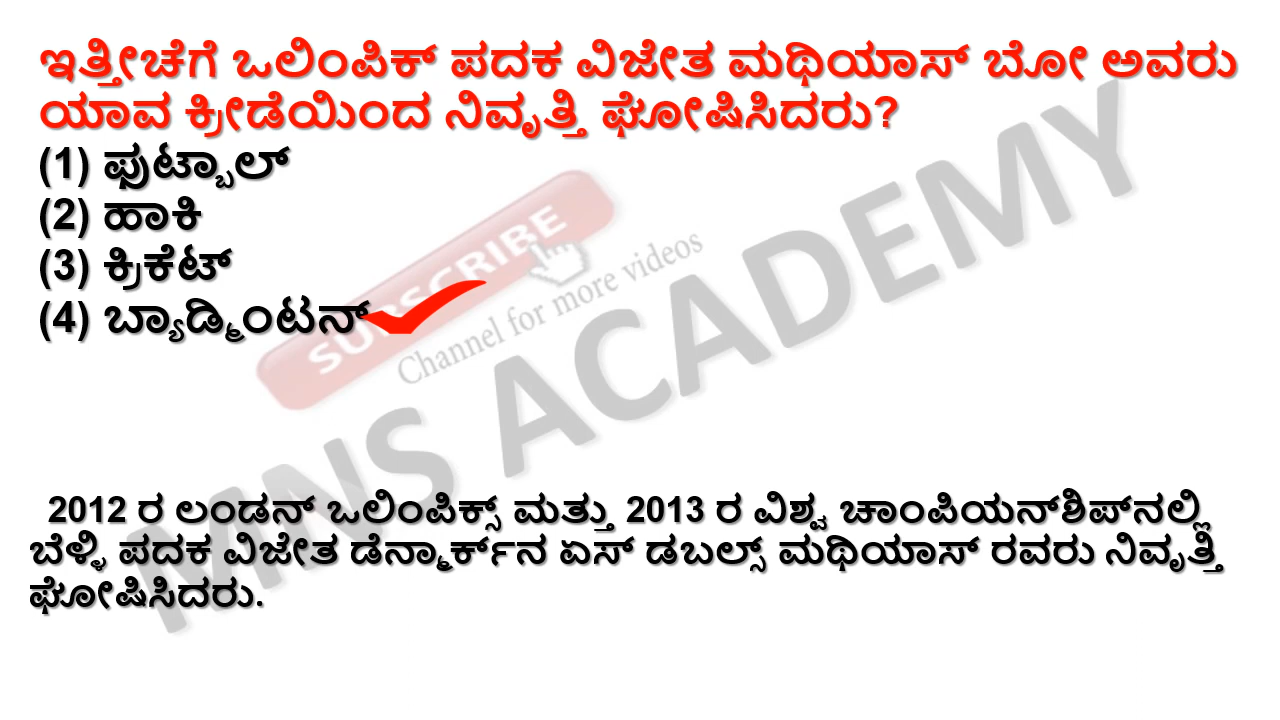 ಇತ್ತೀಚೆಗೆ ಒಲಿಂಪಿಕ್ ಪದಕ ವಿಜೇತ ಮಥಿಯಾಸ್ ಬೋ ಅವರು
ಯಾವ ಕ್ರೀಡೆಯಿಂದ ನಿವೃತ್ತಿ ಘೋಷಿಸಿದರು?
(1) ಫುಟ್ಬಾಲ್
(2) ಹಾಕಿ
(3) ಕ್ರಿಕೆಟ್
(4) ಬ್ಯಾಡ್ಮಿಂಟನ್
SUBSCRIBE
Channel for more videos
MNS ACADEMY
2012 ರ ಲಂಡನ್ ಒಲಿಂಪಿಕ್ಸ್ ಮತ್ತು 2013 ರ ವಿಶ್ವ ಚಾಂಪಿಯನ್‌ಶಿಪ್‌ನಲ್ಲಿ
ಬೆಳ್ಳಿ ಪದಕ ವಿಜೇತ ಡೆನ್ಮಾರ್ಕ್‌ನ ಏಸ್ ಡಬಲ್ಸ್ ಮಥಿಯಾಸ್ ರವರು ನಿವೃತ್ತಿ
ಘೋಷಿಸಿದರು.